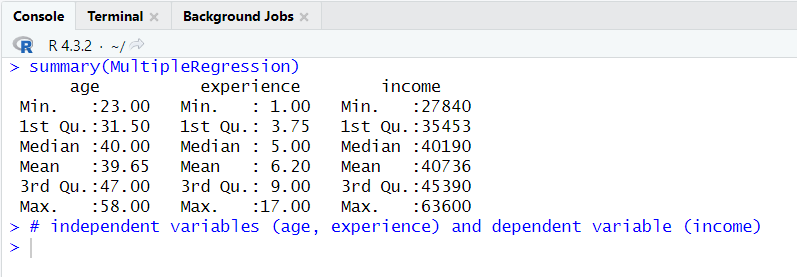 Console Terminal × Background Jobs ×
R 4.3.2 · ~/
> summary(MultipleRegression)
      age          experience        income
 Min.   :23.00   Min.   : 1.00   Min.   :27840
 1st Qu.:31.50   1st Qu.: 3.75   1st Qu.:35453
 Median :40.00   Median : 5.00   Median :40190
 Mean   :39.65   Mean   : 6.20   Mean   :40736
 3rd Qu.:47.00   3rd Qu.: 9.00   3rd Qu.:45390
 Max.   :58.00   Max.   :17.00   Max.   :63600
> # independent variables (age, experience) and dependent variable (income)
>